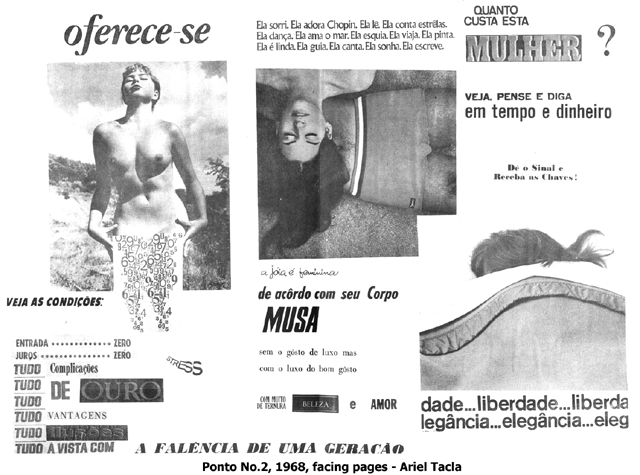 oferece-se
VEJA AS CONDIÇÕES:
ENTRADA ZERO
JUROS ZERO
TUDO Complicações
TUDO
TUDO DE OURO
TUDO
TUDO VANTAGENS
TUDO ilusões
TUDO A VISTA COM
STRESS
A FALÊNCIA DE UMA GERAÇÃO
Ela sorri. Ela adora Chopin. Ela lê. Ela conta estrêlas.
Ela dança. Ela ama o mar. Ela esquia. Ela viaja. Ela pinta.
Ela é linda. Ela guia. Ela canta. Ela sonha. Ela escreve.
a jóia é feminina
de acôrdo com seu Corpo
MUSA
sem o gôsto de luxo mas
com o luxo do bom gôsto
COM MUITO
DE TERNURA BELEZA e AMOR
QUANTO
CUSTA ESTA
MULHER ?
VEJA, PENSE E DIGA
em tempo e dinheiro
Dê o Sinal e
Receba as Chaves!
dade...liberdade...liberda
legância...elegância...eleg
Ponto No.2, 1968, facing pages - Ariel Tacla